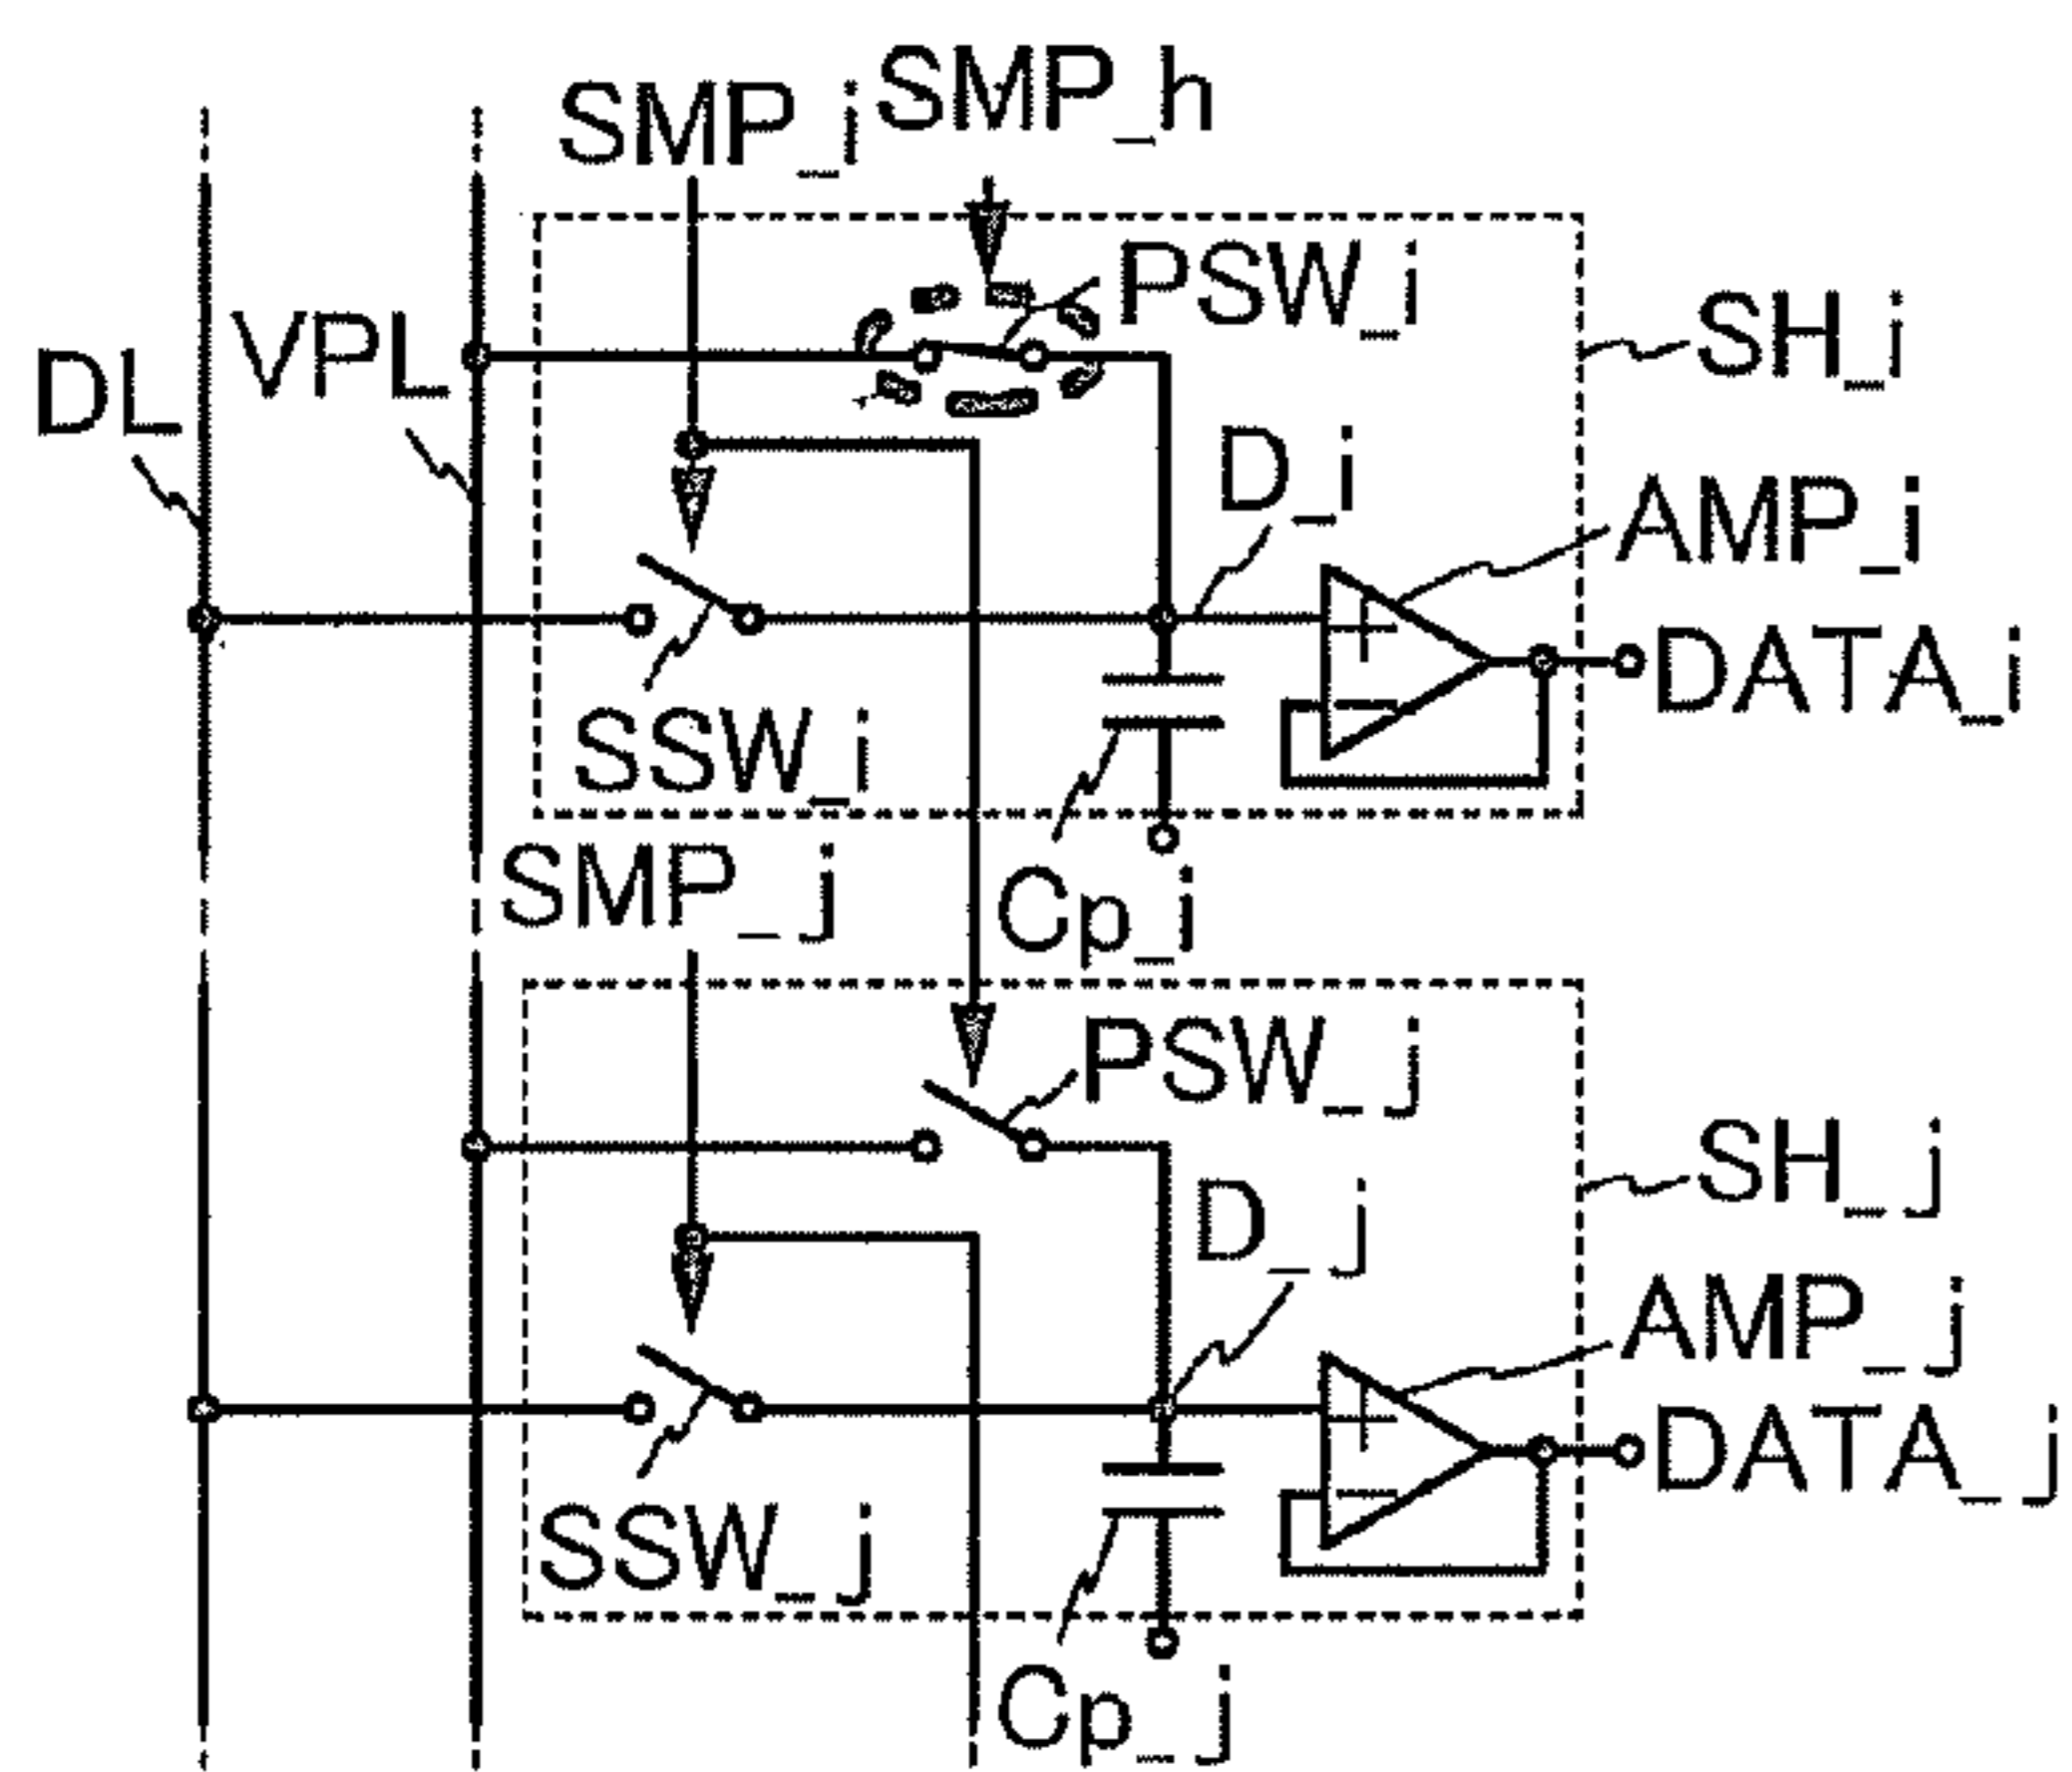 SMP_i
SMP_h
PSW_i
SH_i
VPL
DL
D_i
AMP_i
DATA_i
SSW_i
Cp_i
SMP_j
PSW_j
SH_j
D_j
AMP_j
DATA_j
SSW_j
Cp_j